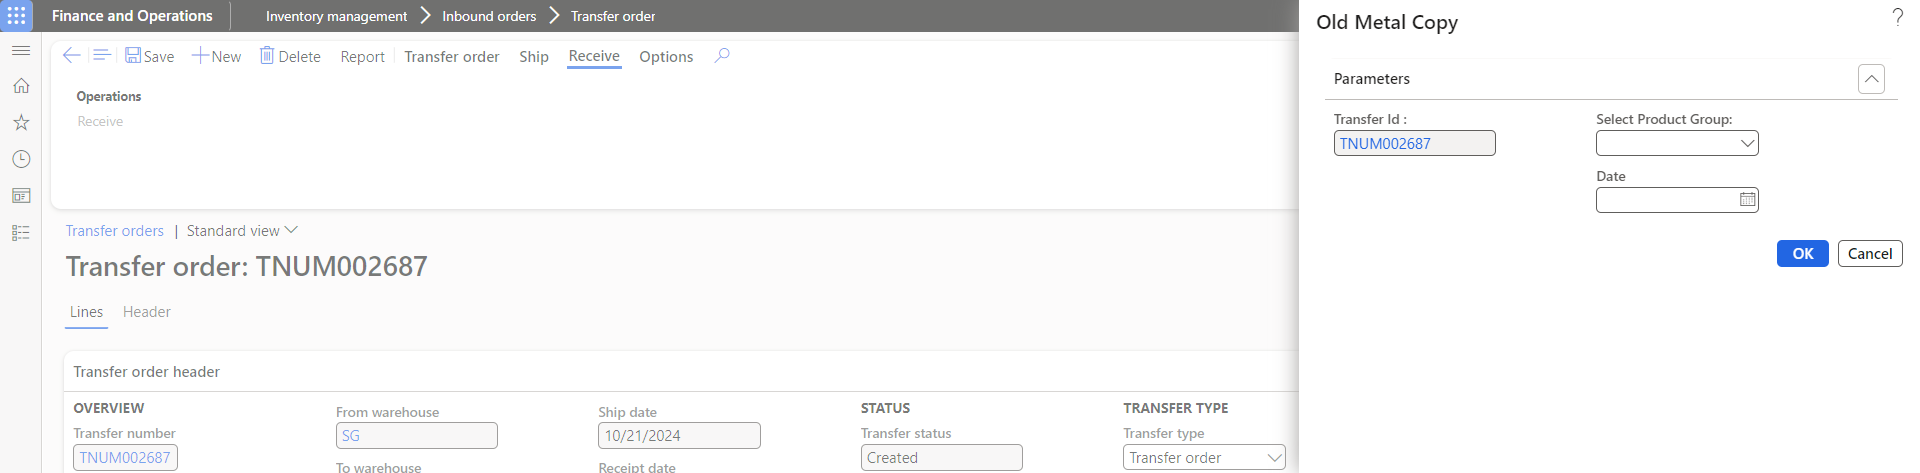 Finance and Operations
Inventory management > Inbound orders > Transfer order
Save New Delete Report Transfer order Ship Receive Options
Operations
Receive
Transfer orders | Standard view
Transfer order: TNUM002687
Lines Header
Transfer order header
OVERVIEW
Transfer number
TNUM002687
From warehouse
SG
To warehouse
Ship date
10/21/2024
Receipt date
STATUS
Transfer status
Created
TRANSFER TYPE
Transfer type
Transfer order
Old Metal Copy
?
Parameters
Transfer Id :
TNUM002687
Select Product Group:
Date
OK Cancel